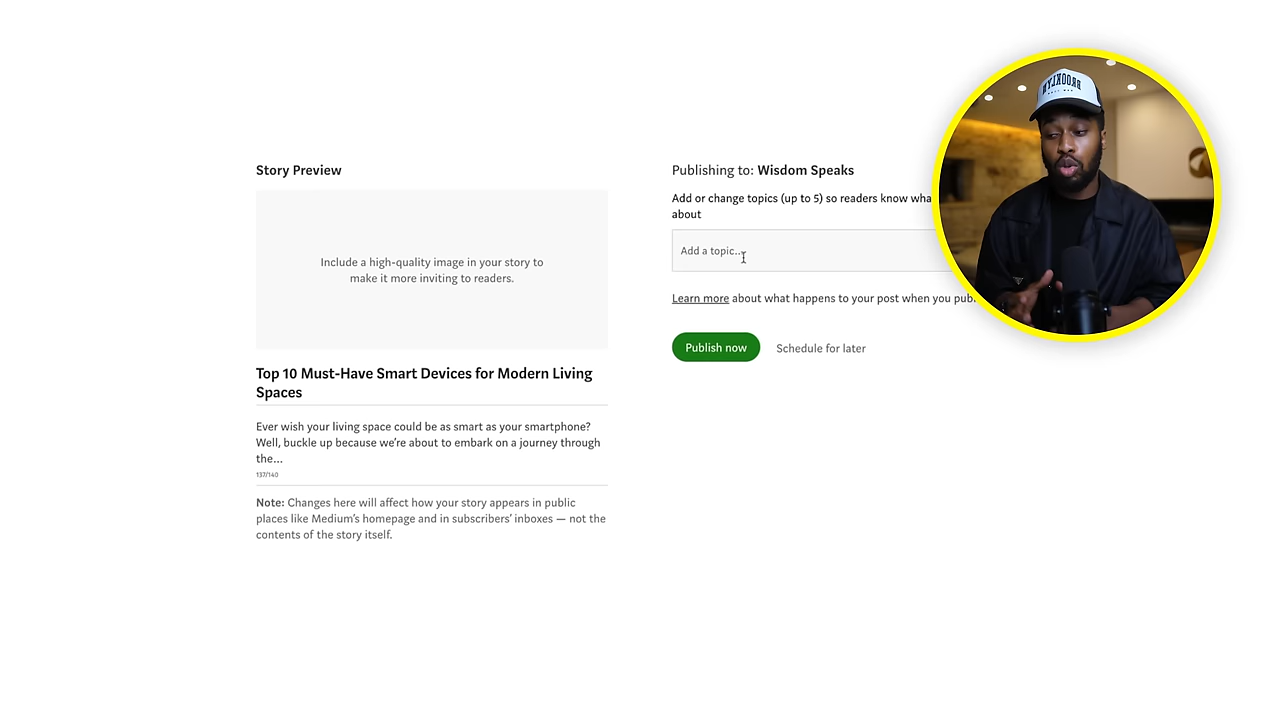 Story Preview
Include a high-quality image in your story to
make it more inviting to readers.
Top 10 Must-Have Smart Devices for Modern Living
Spaces
Ever wish your living space could be as smart as your smartphone?
Well, buckle up because we're about to embark on a journey through
the...
137/140
Note: Changes here will affect how your story appears in public
places like Medium's homepage and in subscribers' inboxes — not the
contents of the story itself.
Publishing to: Wisdom Speaks
Add or change topics (up to 5) so readers know
about
Add a topic...
Learn more about what happens to your post when you
Publish now
Schedule for later
BROOKLYN